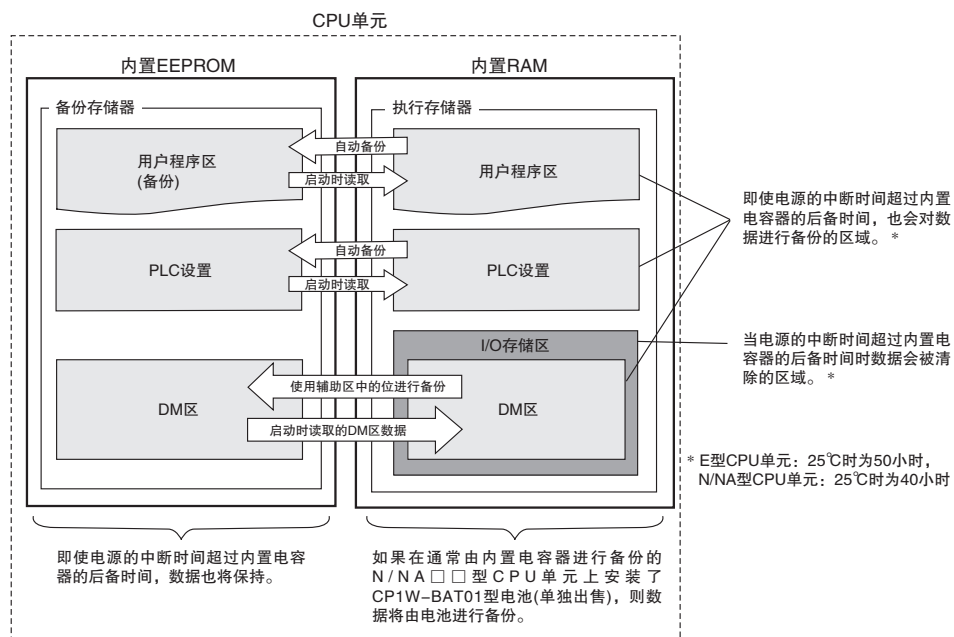 CPU单元
内置EEPROM
内置RAM
备份存储器
执行存储器
用户程序区
(备份)
自动备份
启动时读取
用户程序区
PLC设置
自动备份
启动时读取
PLC设置
I/O存储区
DM区
使用辅助区中的位进行备份
启动时读取的DM区数据
DM区
即使电源的中断时间超过内置
电容器的后备时间，也会对数
据进行备份的区域。*
当电源的中断时间超过内置电
容器的后备时间时数据会被清
除的区域。*
* E型CPU单元：25℃时为50小时，
N/NA型CPU单元：25℃时为40小时
即使电源的中断时间超过内置电容
器的后备时间，数据也将保持。
如果在通常由内置电容器进行备份的
N/NA□□型CPU单元上安装了
CP1W-BAT01型电池(单独出售)，则数
据将由电池进行备份。